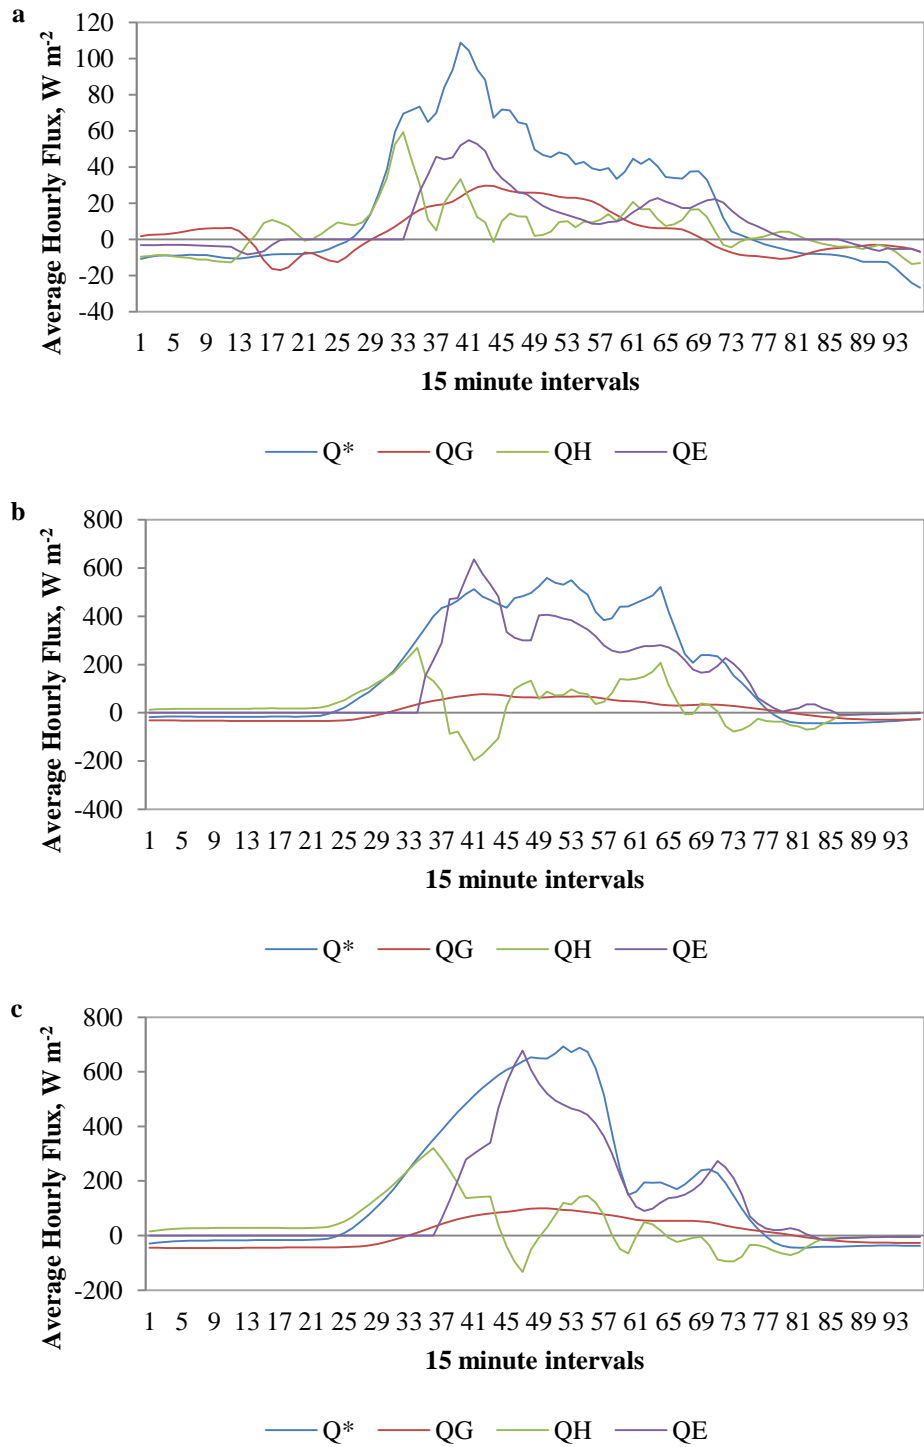 a
Average Hourly Flux, W m-2
120
100
80
60
40
20
0
-20
-40
1 5 9 13 17 21 25 29 33 37 41 45 49 53 57 61 65 69 73 77 81 85 89 93
15 minute intervals
Q* QG QH QE
b
Average Hourly Flux, W m-2
800
600
400
200
0
-200
-400
1 5 9 13 17 21 25 29 33 37 41 45 49 53 57 61 65 69 73 77 81 85 89 93
15 minute intervals
Q* QG QH QE
c
Average Hourly Flux, W m-2
800
600
400
200
0
-200
1 5 9 13 17 21 25 29 33 37 41 45 49 53 57 61 65 69 73 77 81 85 89 93
15 minute intervals
Q* QG QH QE